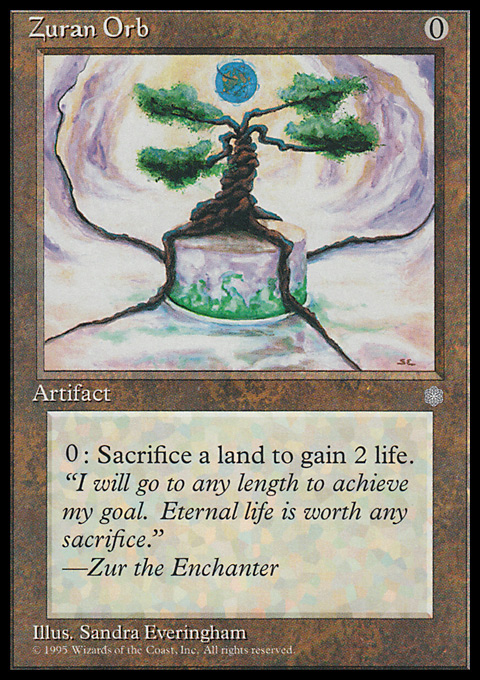 Zuran Orb 0
Artifact
0: Sacrifice a land to gain 2 life.
“I will go to any length to achieve
my goal. Eternal life is worth any
sacrifice.”
—Zur the Enchanter
Illus. Sandra Everingham
© 1995 Wizards of the Coast, Inc. All rights reserved.
SE